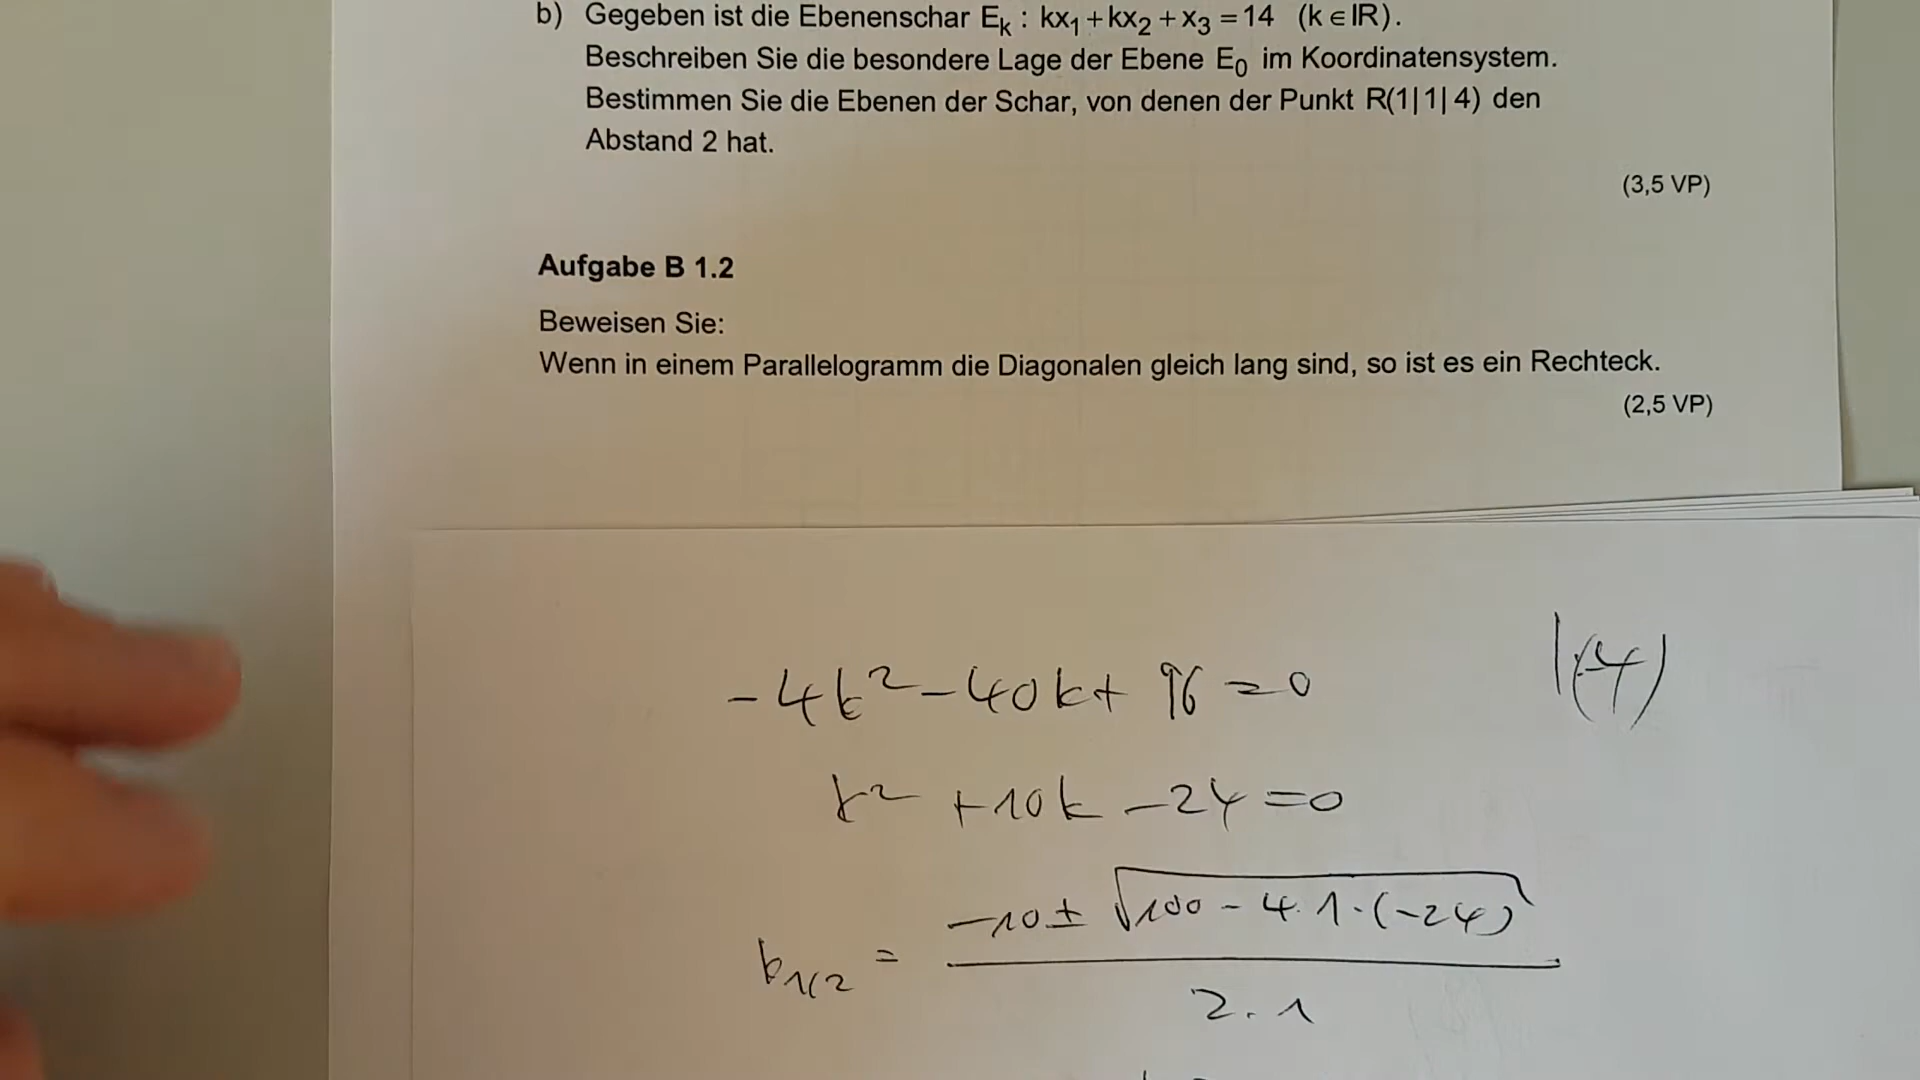 b) Gegeben ist die Ebenenschar Eₖ : kx₁ + kx₂ + x₃ = 14 (k ∈ ℝ).
Beschreiben Sie die besondere Lage der Ebene E₀ im Koordinatensystem.
Bestimmen Sie die Ebenen der Schar, von denen der Punkt R(1|1|4) den
Abstand 2 hat.
(3,5 VP)
Aufgabe B 1.2
Beweisen Sie:
Wenn in einem Parallelogramm die Diagonalen gleich lang sind, so ist es ein Rechteck.
(2,5 VP)
-4k² - 40k + 96 = 0 |(-4)
k² + 10k - 24 = 0
k₁/₂ = (-10 ± √(100 - 4·1·(-24))) / (2·1)